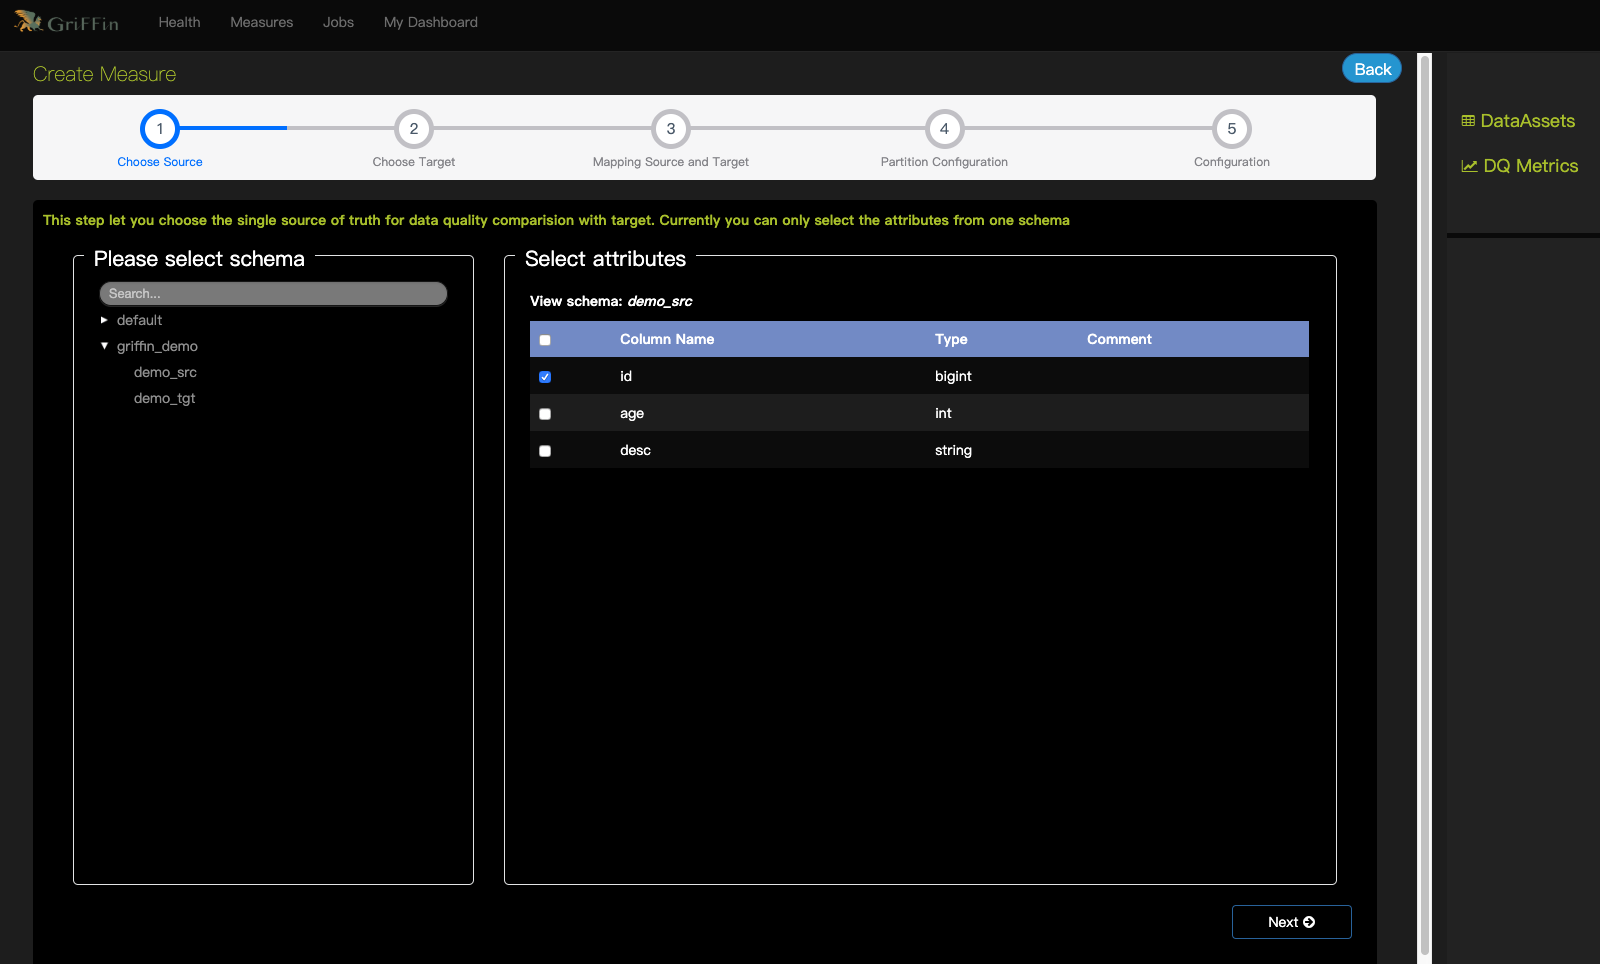 GriFFin Health Measures Jobs My Dashboard
Create Measure
Back
1 2 3 4 5
Choose Source Choose Target Mapping Source and Target Partition Configuration Configuration
DataAssets
DQ Metrics
This step let you choose the single source of truth for data quality comparision with target. Currently you can only select the attributes from one schema
Please select schema
Search...
default
griffin_demo
demo_src
demo_tgt
Select attributes
View schema: demo_src
Column Name Type Comment
id bigint
age int
desc string
Next